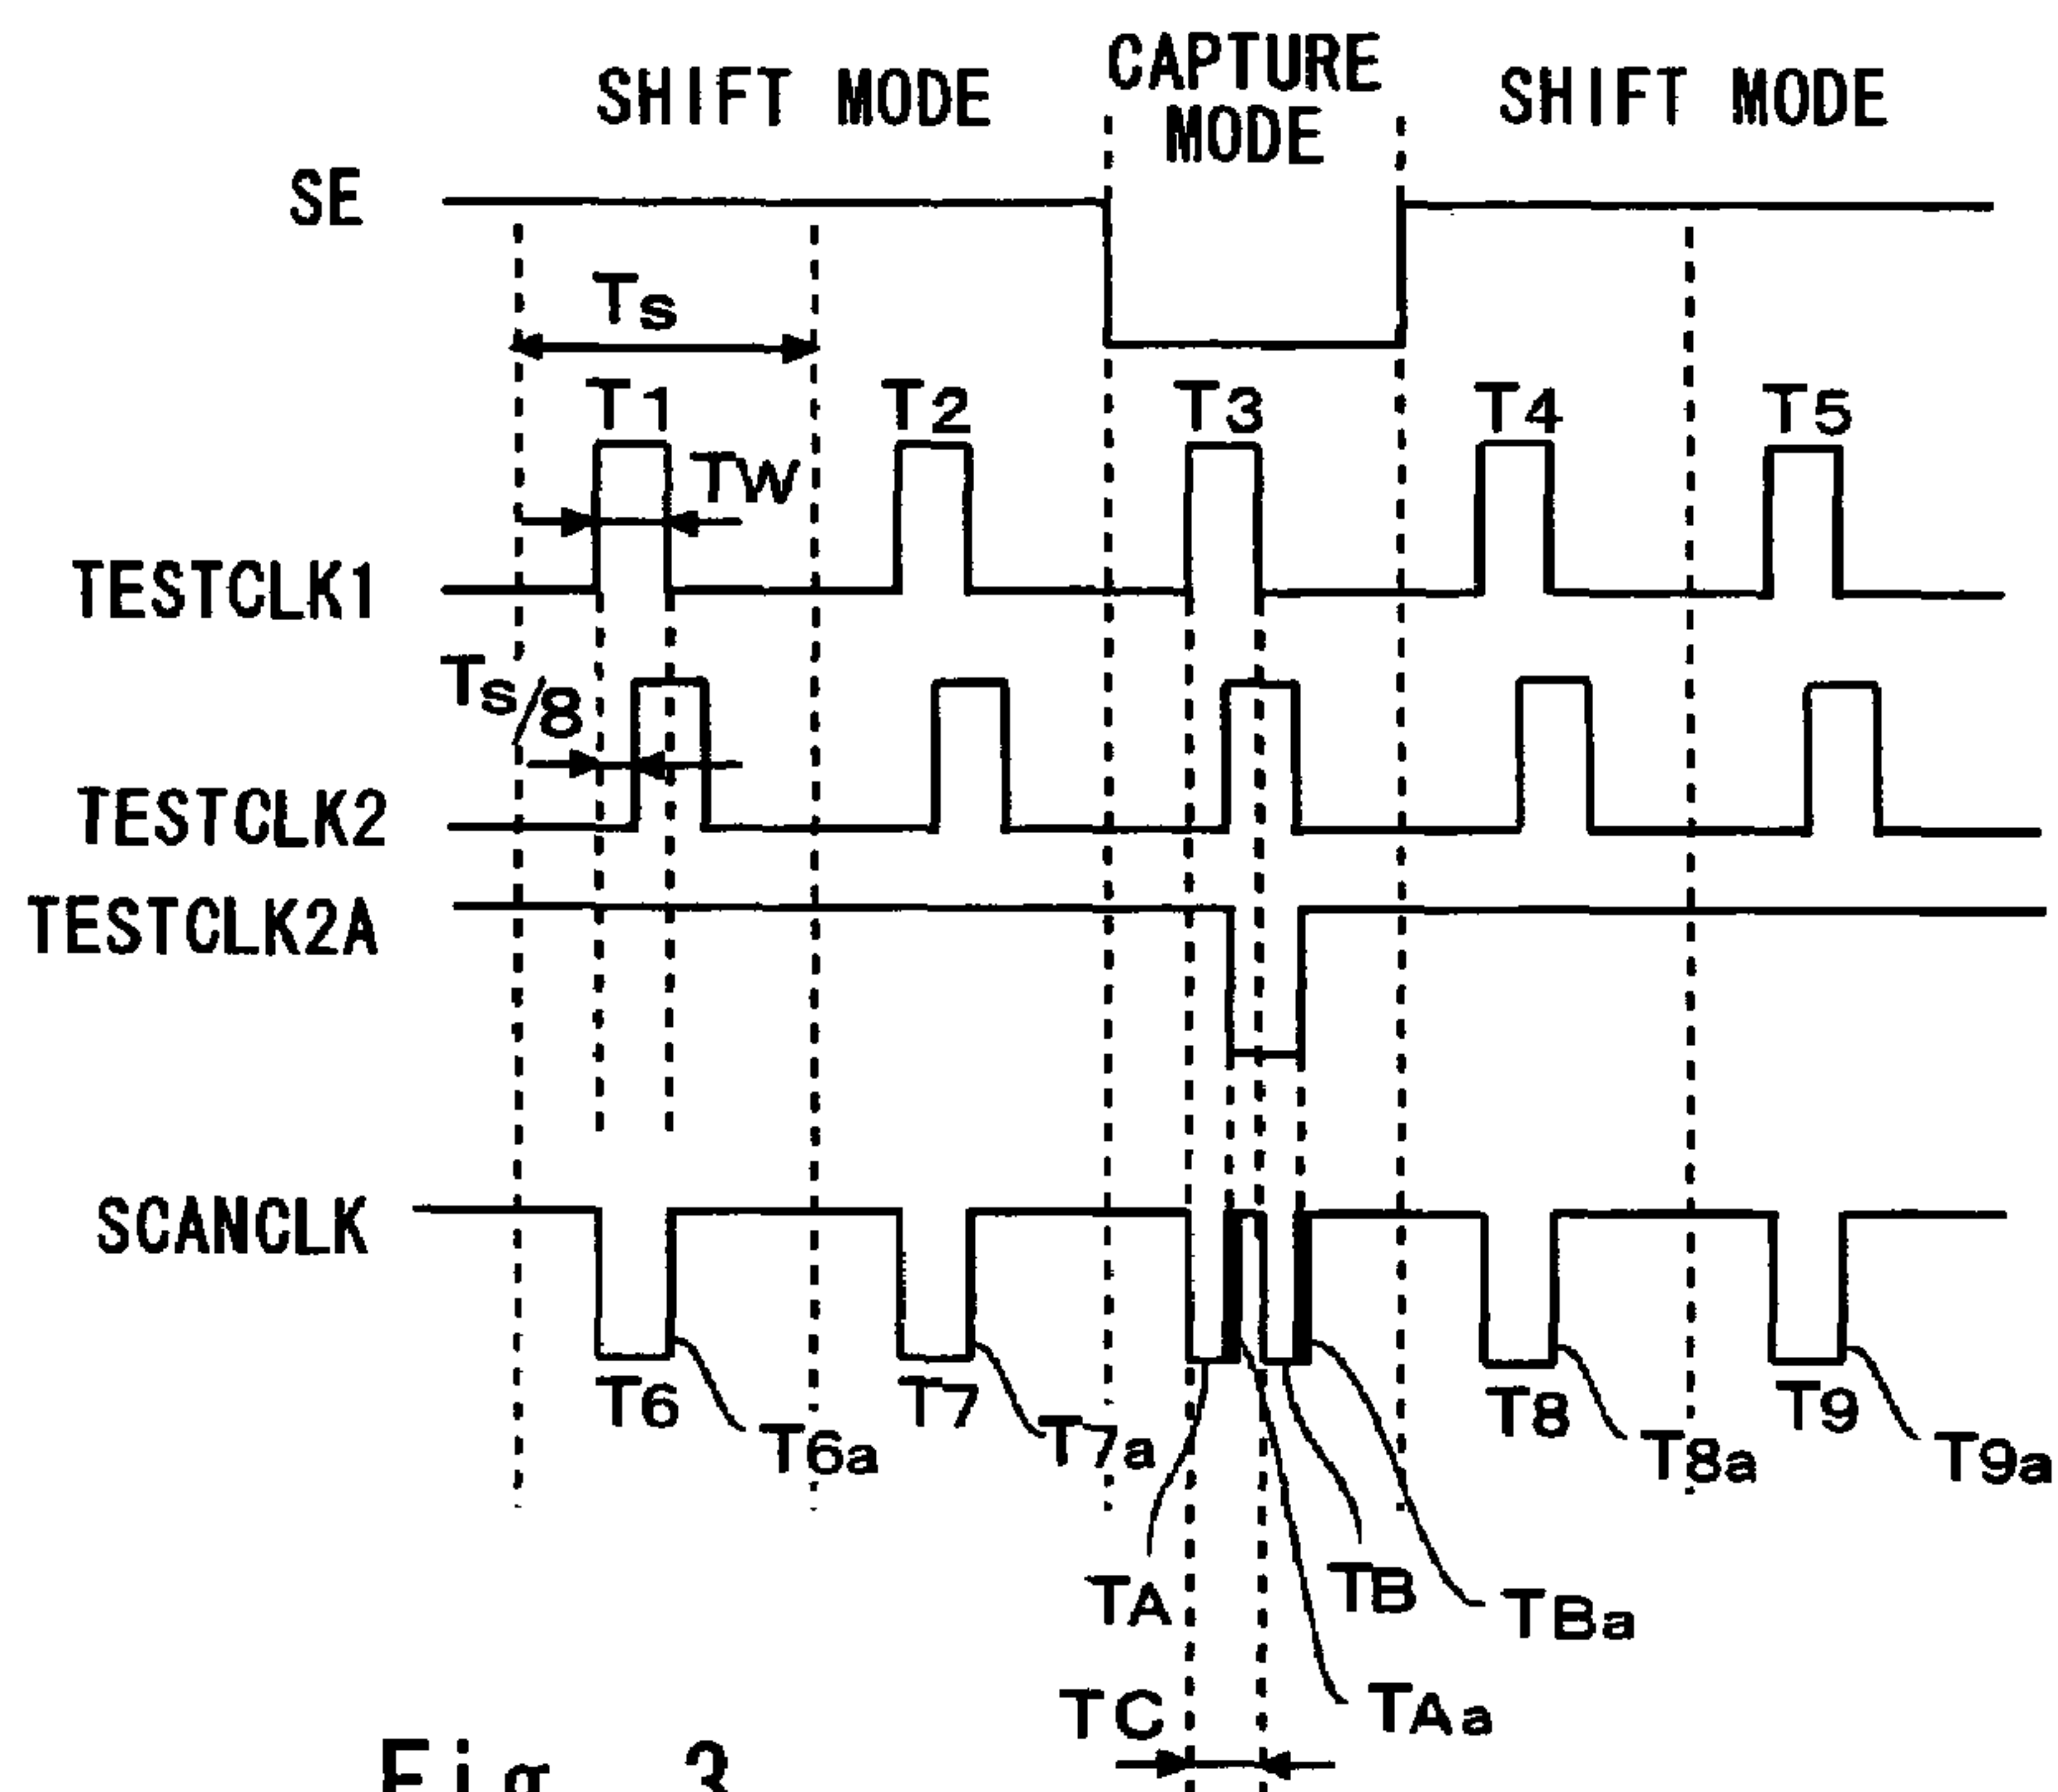 SHIFT MODE
CAPTURE
MODE
SHIFT MODE
SE
Ts
T1
T2
T3
T4
T5
TW
TESTCLK1
Ts/8
TESTCLK2
TESTCLK2A
SCANCLK
T6
T6a
T7
T7a
T8
T8a
T9
T9a
TA
TB
TBa
TC
TAa
Fig. 3